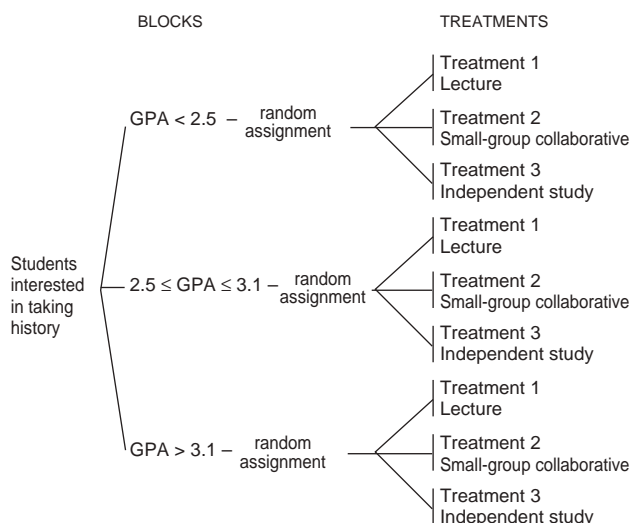 BLOCKS
TREATMENTS
Students
interested
in taking
history
GPA < 2.5 –
random
assignment
Treatment 1
Lecture
Treatment 2
Small-group collaborative
Treatment 3
Independent study
2.5 ≤ GPA ≤ 3.1 –
random
assignment
Treatment 1
Lecture
Treatment 2
Small-group collaborative
Treatment 3
Independent study
GPA > 3.1 –
random
assignment
Treatment 1
Lecture
Treatment 2
Small-group collaborative
Treatment 3
Independent study